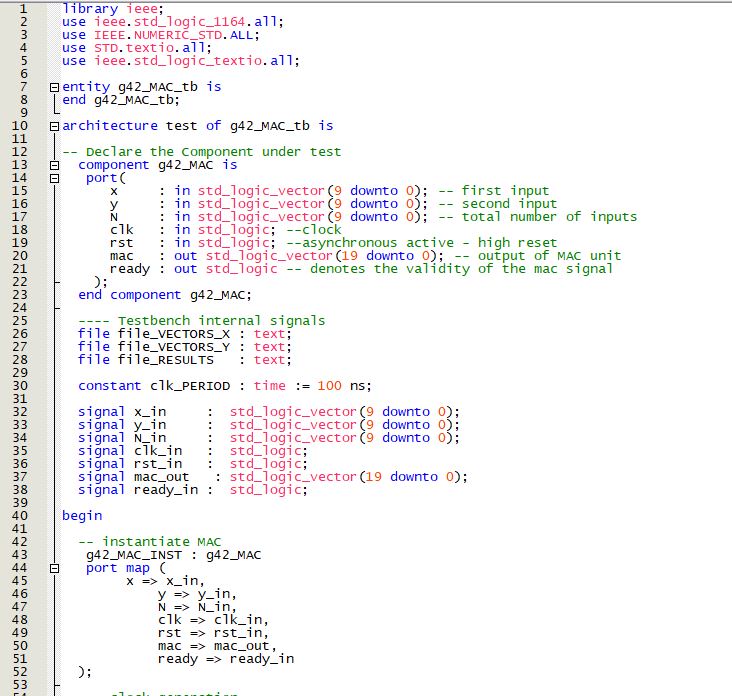 1 library ieee;
2 use ieee.std_logic_1164.all;
3 use IEEE.NUMERIC_STD.ALL;
4 use STD.textio.all;
5 use ieee.std_logic_textio.all;
6
7 entity g42_MAC_tb is
8 end g42_MAC_tb;
9
10 architecture test of g42_MAC_tb is
11
12 -- Declare the Component under test
13 component g42_MAC is
14 port(
15 x : in std_logic_vector(9 downto 0); -- first input
16 y : in std_logic_vector(9 downto 0); -- second input
17 N : in std_logic_vector(9 downto 0); -- total number of inputs
18 clk : in std_logic; --clock
19 rst : in std_logic; --asynchronous active - high reset
20 mac : out std_logic_vector(19 downto 0); -- output of MAC unit
21 ready : out std_logic -- denotes the validity of the mac signal
22 );
23 end component g42_MAC;
24
25 ---- Testbench internal signals
26 file file_VECTORS_X : text;
27 file file_VECTORS_Y : text;
28 file file_RESULTS : text;
29
30 constant clk_PERIOD : time := 100 ns;
31
32 signal x_in : std_logic_vector(9 downto 0);
33 signal y_in : std_logic_vector(9 downto 0);
34 signal N_in : std_logic_vector(9 downto 0);
35 signal clk_in : std_logic;
36 signal rst_in : std_logic;
37 signal mac_out : std_logic_vector(19 downto 0);
38 signal ready_in : std_logic;
39
40 begin
41
42 -- instantiate MAC
43 g42_MAC_INST : g42_MAC
44 port map (
45 x => x_in,
46 y => y_in,
47 N => N_in,
48 clk => clk_in,
49 rst => rst_in,
50 mac => mac_out,
51 ready => ready_in
52 );
53